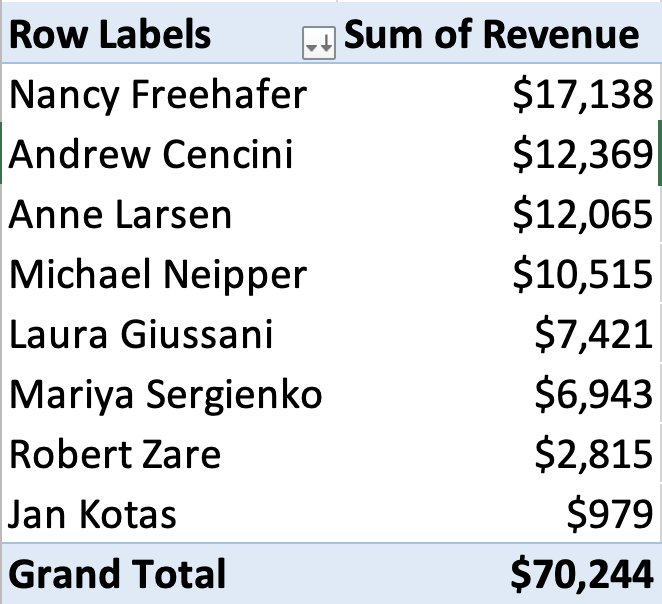 Row Labels Sum of Revenue
Nancy Freehafer $17,138
Andrew Cencini $12,369
Anne Larsen $12,065
Michael Neipper $10,515
Laura Giussani $7,421
Mariya Sergienko $6,943
Robert Zare $2,815
Jan Kotas $979
Grand Total $70,244